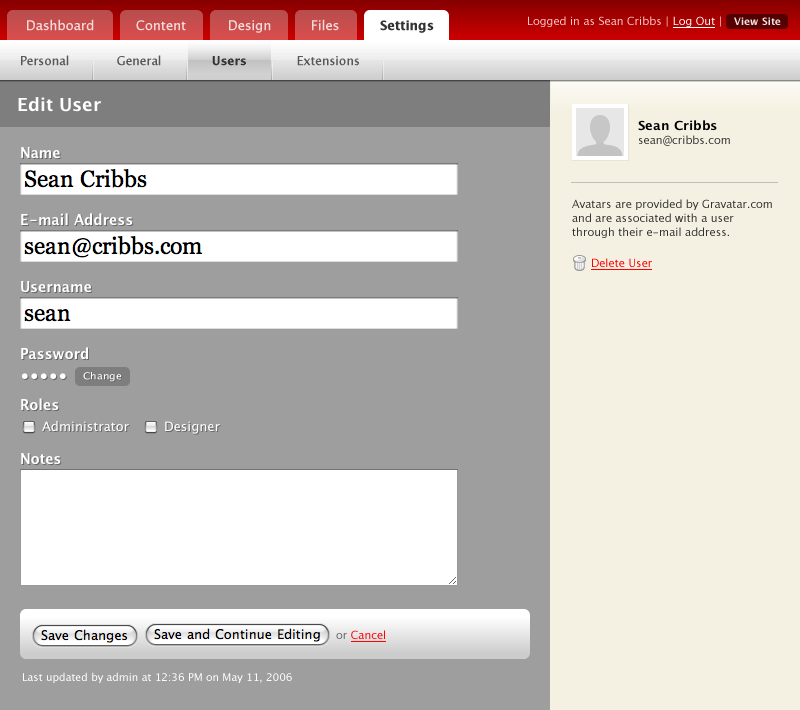 Dashboard Content Design Files Settings Logged in as Sean Cribbs | Log Out | View Site
Personal General Users Extensions
Edit User
Name
Sean Cribbs
E-mail Address
sean@cribbs.com
Username
sean
Password
••••• Change
Roles
Administrator Designer
Notes
Save Changes Save and Continue Editing or Cancel
Last updated by admin at 12:36 PM on May 11, 2006
Sean Cribbs
sean@cribbs.com
Avatars are provided by Gravatar.com
and are associated with a user
through their e-mail address.
Delete User